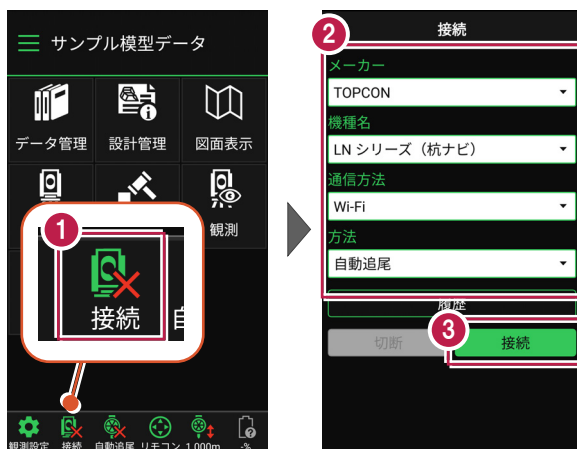 サンプル模型データ
データ管理
設計管理
図面表示
観測
1
接続
観測設定
接続
自動追尾
リモコン
1.000m
-%
2
接続
メーカー
TOPCON
機種名
LN シリーズ（杭ナビ）
通信方法
Wi-Fi
方法
自動追尾
履歴
3
切断
接続